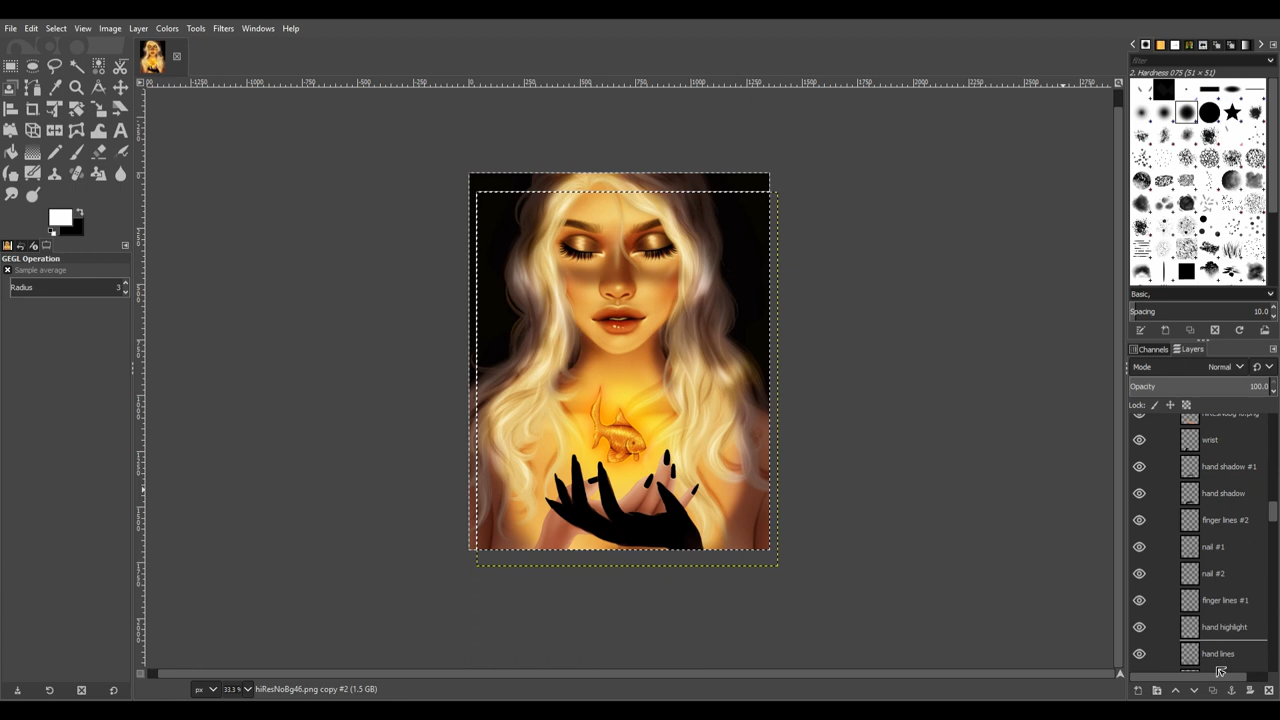 File Edit Select View Image Layer Colors Tools Filters Windows Help
filter
2. Hardness 075 (51 × 51)
GEGL Operation
Sample average
Radius 3
Basic,
Spacing 10.0
Channels Layers
Mode Normal
Opacity 100.0
Lock:
wrist
hand shadow #1
hand shadow
finger lines #2
nail #1
nail #2
finger lines #1
hand highlight
hand lines
px 33.3 % hiResNoBg46.png copy #2 (1.5 GB)